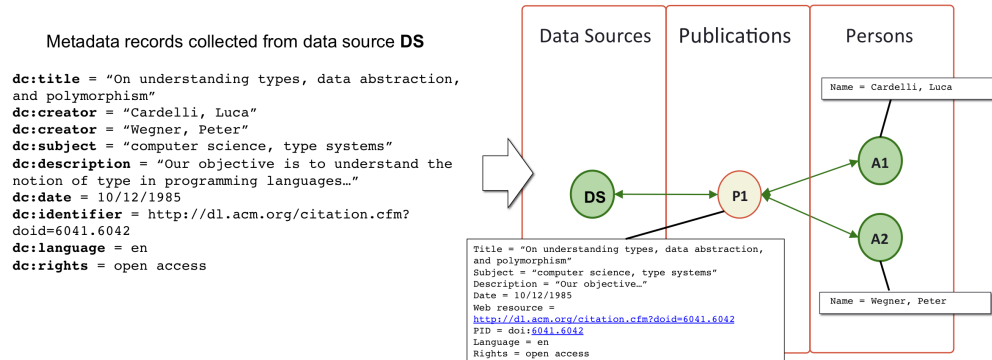 Metadata records collected from data source DS
dc:title = “On understanding types, data abstraction,
and polymorphism”
dc:creator = “Cardelli, Luca”
dc:creator = “Wegner, Peter”
dc:subject = “computer science, type systems”
dc:description = “Our objective is to understand the
notion of type in programming languages…”
dc:date = 10/12/1985
dc:identifier = http://dl.acm.org/citation.cfm?
doid=6041.6042
dc:language = en
dc:rights = open access
Data Sources
Publications
Persons
Name = Cardelli, Luca
A1
DS
P1
A2
Title = “On understanding types, data abstraction,
and polymorphism”
Subject = “computer science, type systems”
Description = “Our objective…”
Date = 10/12/1985
Web resource =
http://dl.acm.org/citation.cfm?doid=6041.6042
PID = doi:6041.6042
Language = en
Rights = open access
Name = Wegner, Peter